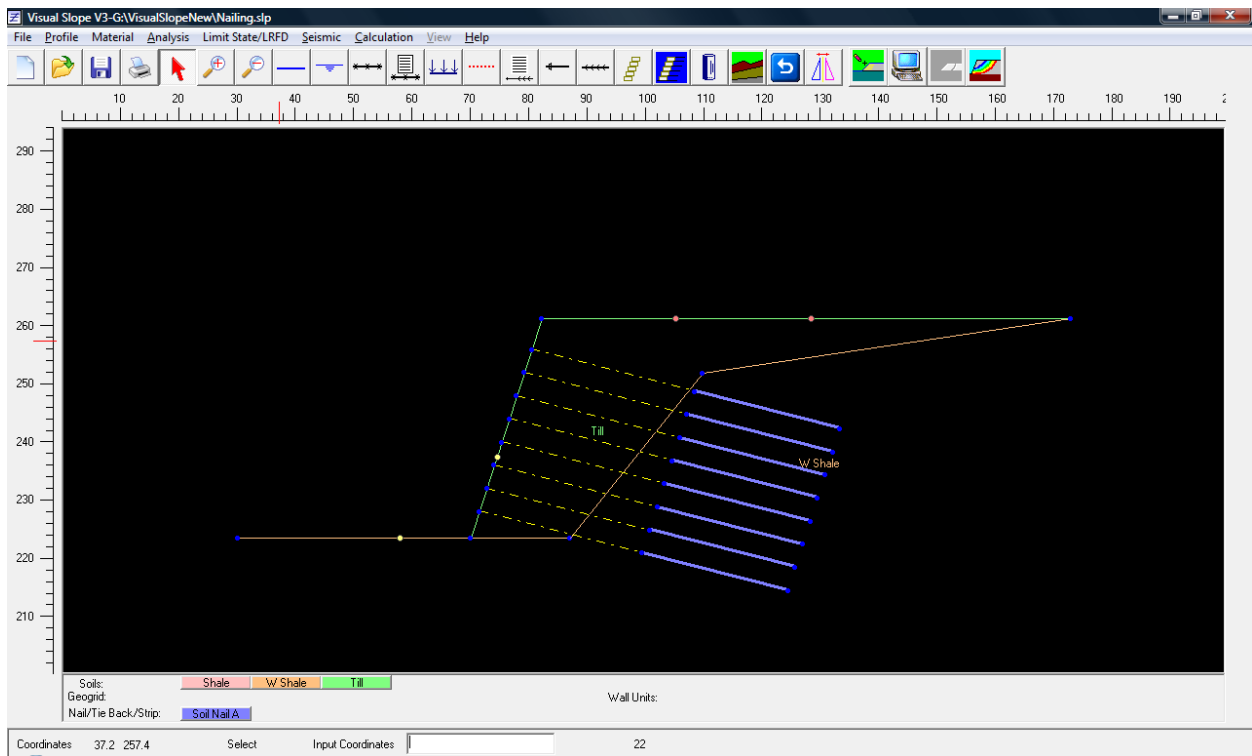 Visual Slope V3-G:\VisualSlopeNew\Nailing.slp
File Profile Material Analysis Limit State/LRFD Seismic Calculation View Help
10 20 30 40 50 60 70 80 90 100 110 120 130 140 150 160 170 180 190 2
290
280
270
260
250
240
230
220
210
Till
W Shale
Soils: Shale W Shale Till
Geogrid: Wall Units:
Nail/Tie Back/Strip: Soil Nail A
Coordinates 37.2 257.4 Select Input Coordinates 22